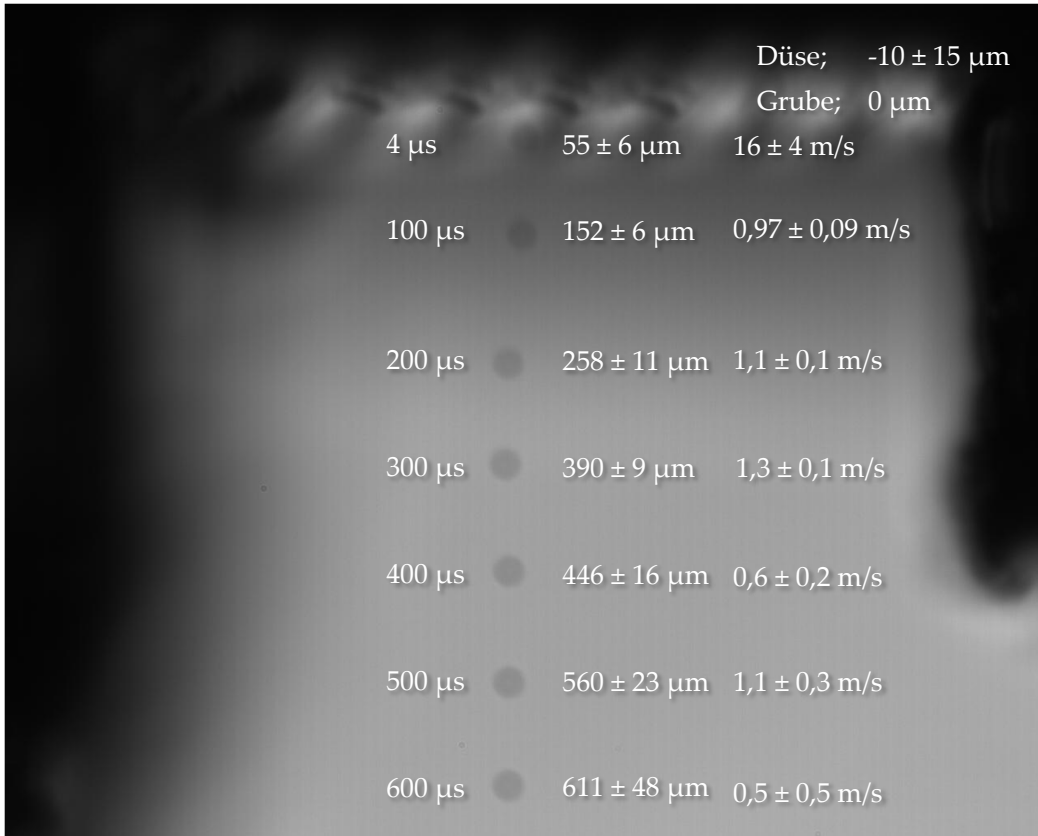 Düse; -10 ± 15 µm
Grube; 0 µm
4 µs 55 ± 6 µm 16 ± 4 m/s
100 µs 152 ± 6 µm 0,97 ± 0,09 m/s
200 µs 258 ± 11 µm 1,1 ± 0,1 m/s
300 µs 390 ± 9 µm 1,3 ± 0,1 m/s
400 µs 446 ± 16 µm 0,6 ± 0,2 m/s
500 µs 560 ± 23 µm 1,1 ± 0,3 m/s
600 µs 611 ± 48 µm 0,5 ± 0,5 m/s